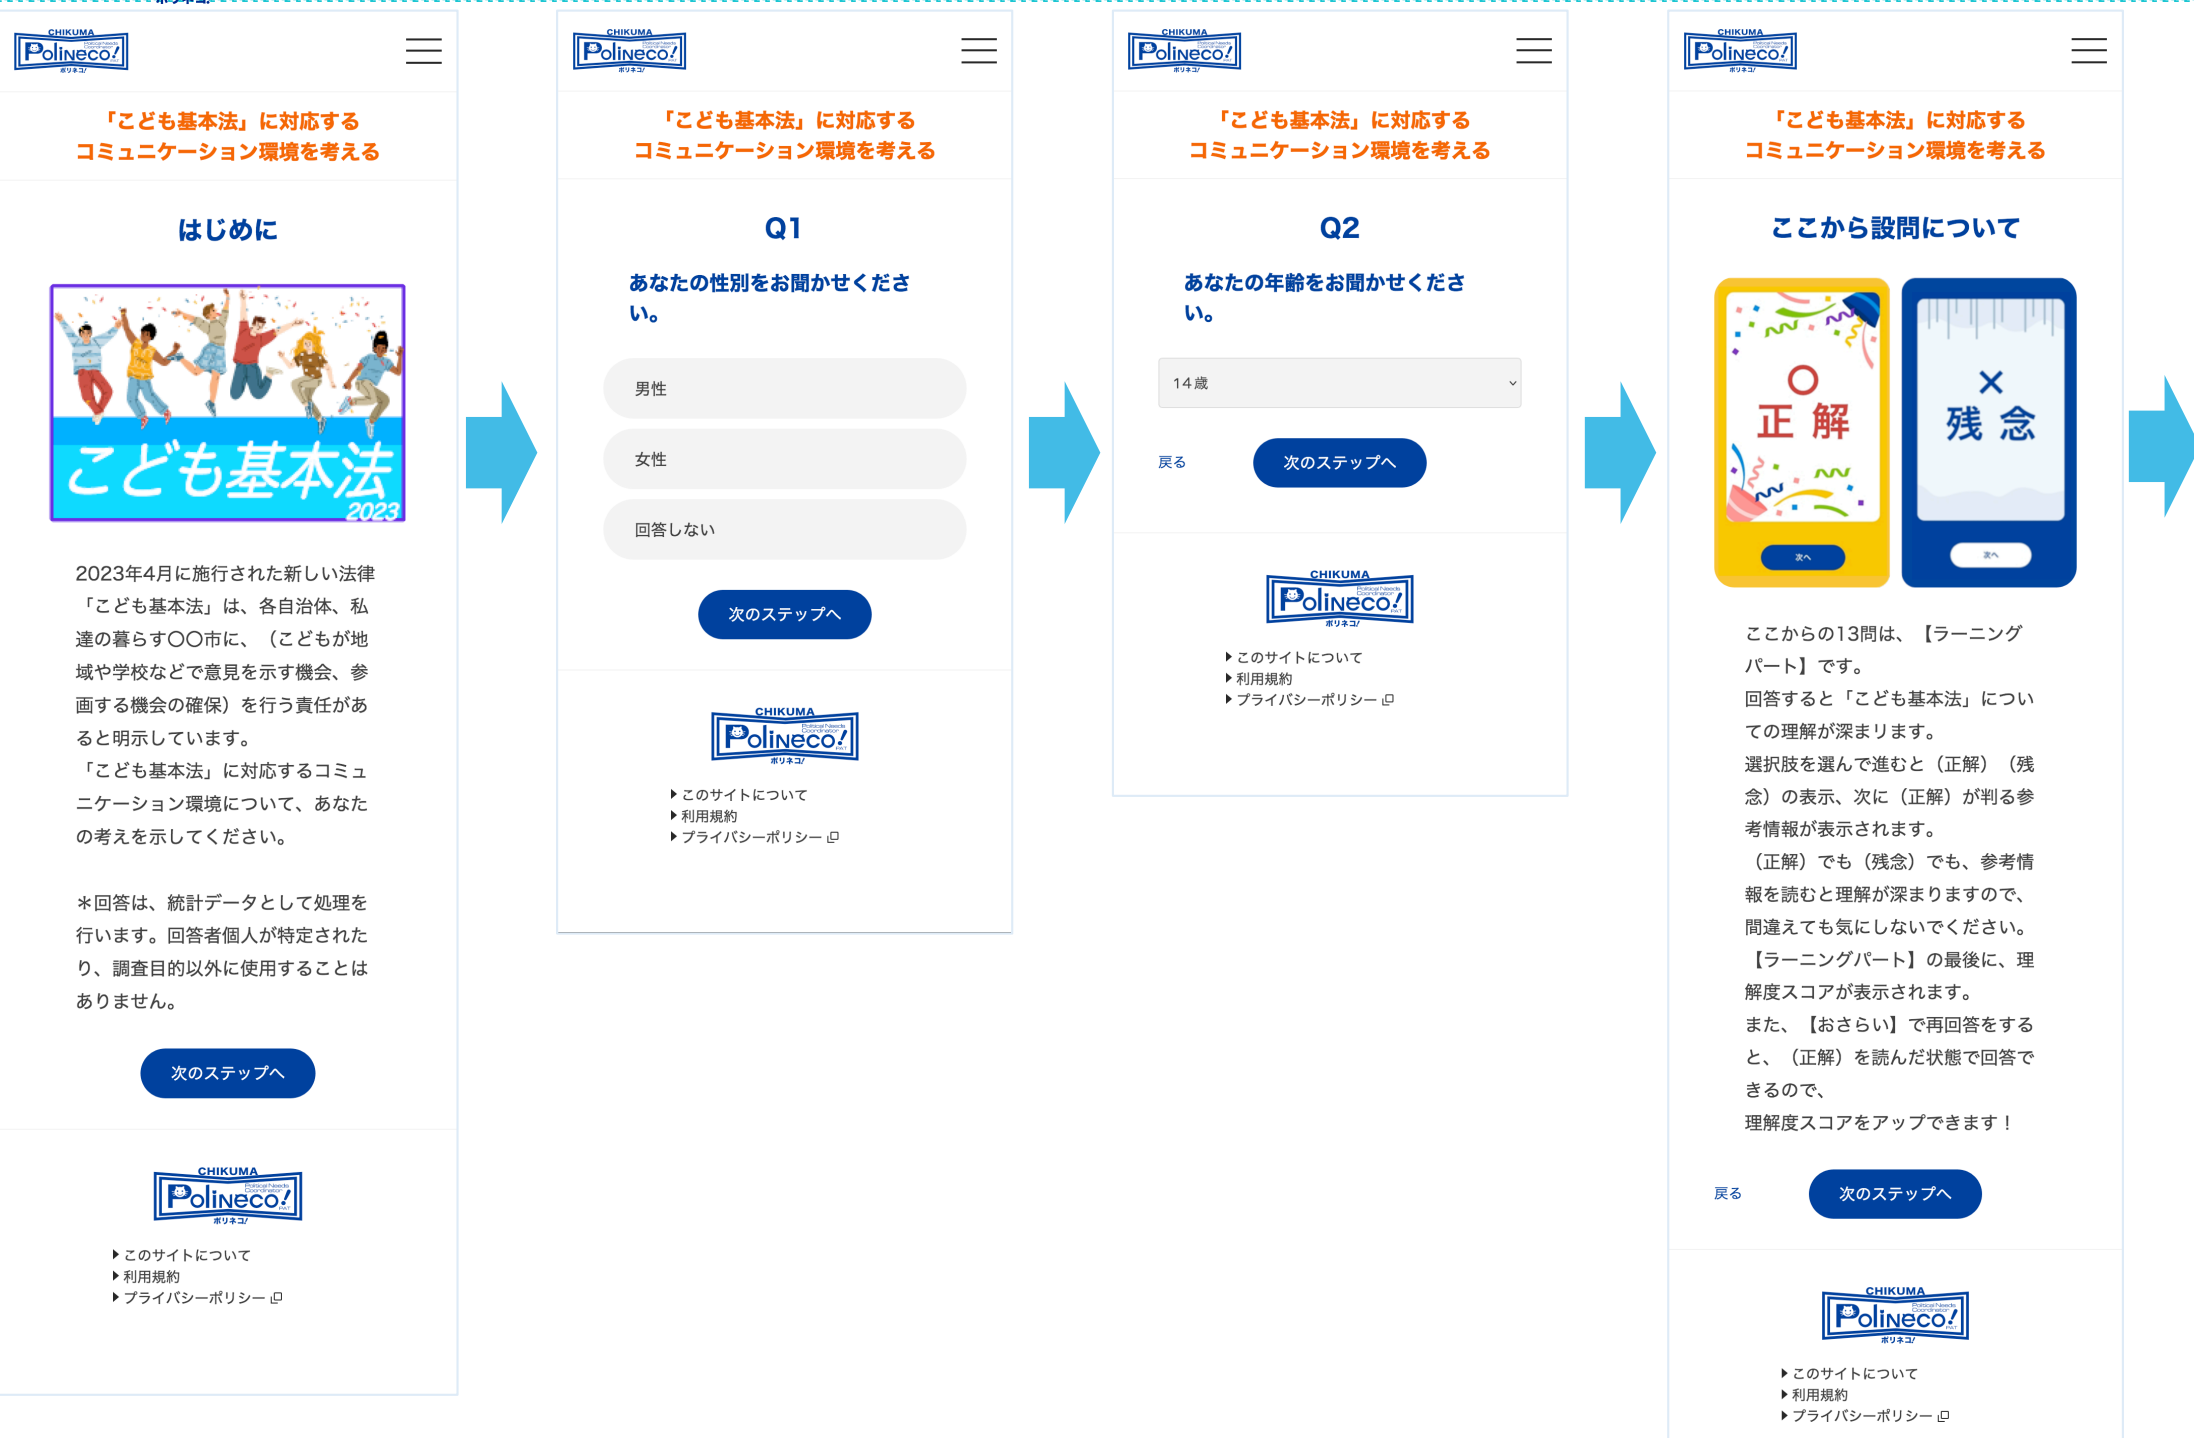 CHIKUMA
Polineco!
ポリネコ!
「こども基本法」に対応する
コミュニケーション環境を考える
はじめに
こども基本法
2023
2023年4月に施行された新しい法律
「こども基本法」は、各自治体、私
達の暮らす〇〇市に、（こどもが地
域や学校などで意見を示す機会、参
画する機会の確保）を行う責任があ
ると明示しています。
「こども基本法」に対応するコミュ
ニケーション環境について、あなた
の考えを示してください。
＊回答は、統計データとして処理を
行います。回答者個人が特定された
り、調査目的以外に使用することは
ありません。
次のステップへ
CHIKUMA
Polineco!
Political Needs
Coordinator
PAT
ポリネコ!
このサイトについて
利用規約
プライバシーポリシー
CHIKUMA
Polineco!
ポリネコ!
「こども基本法」に対応する
コミュニケーション環境を考える
Q1
あなたの性別をお聞かせくださ
い。
男性
女性
回答しない
次のステップへ
CHIKUMA
Polineco!
Political Needs
Coordinator
PAT
ポリネコ!
このサイトについて
利用規約
プライバシーポリシー
CHIKUMA
Polineco!
ポリネコ!
「こども基本法」に対応する
コミュニケーション環境を考える
Q2
あなたの年齢をお聞かせくださ
い。
14歳
戻る
次のステップへ
CHIKUMA
Polineco!
Political Needs
Coordinator
PAT
ポリネコ!
このサイトについて
利用規約
プライバシーポリシー
CHIKUMA
Polineco!
ポリネコ!
「こども基本法」に対応する
コミュニケーション環境を考える
ここから設問について
○
正解
次へ
×
残念
次へ
ここからの13問は、【ラーニング
パート】です。
回答すると「こども基本法」につい
ての理解が深まります。
選択肢を選んで進むと（正解）（残
念）の表示、次に（正解）が判る参
考情報が表示されます。
（正解）でも（残念）でも、参考情
報を読むと理解が深まりますので、
間違えても気にしないでください。
【ラーニングパート】の最後に、理
解度スコアが表示されます。
また、【おさらい】で再回答をする
と、（正解）を読んだ状態で回答で
きるので、
理解度スコアをアップできます！
戻る
次のステップへ
CHIKUMA
Polineco!
Political Needs
Coordinator
PAT
ポリネコ!
このサイトについて
利用規約
プライバシーポリシー